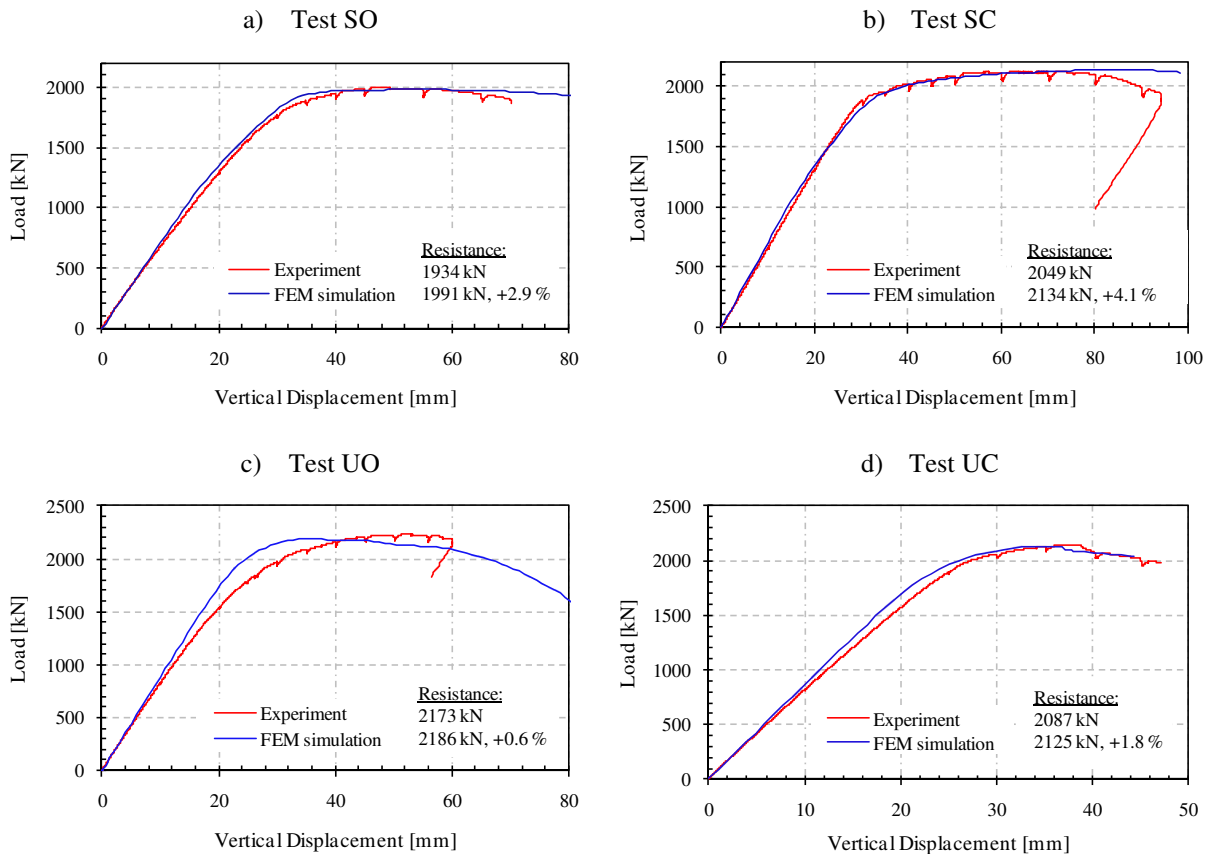 a) Test SO
2000
1500
1000
500
0
Load [kN]
0 20 40 60 80
Vertical Displacement [mm]
Resistance:
Experiment 1934 kN
FEM simulation 1991 kN, +2.9 %
b) Test SC
2000
1500
1000
500
0
Load [kN]
0 20 40 60 80 100
Vertical Displacement [mm]
Resistance:
Experiment 2049 kN
FEM simulation 2134 kN, +4.1 %
c) Test UO
2500
2000
1500
1000
500
0
Load [kN]
0 20 40 60 80
Vertical Displacement [mm]
Resistance:
Experiment 2173 kN
FEM simulation 2186 kN, +0.6 %
d) Test UC
2500
2000
1500
1000
500
0
Load [kN]
0 10 20 30 40 50
Vertical Displacement [mm]
Resistance:
Experiment 2087 kN
FEM simulation 2125 kN, +1.8 %